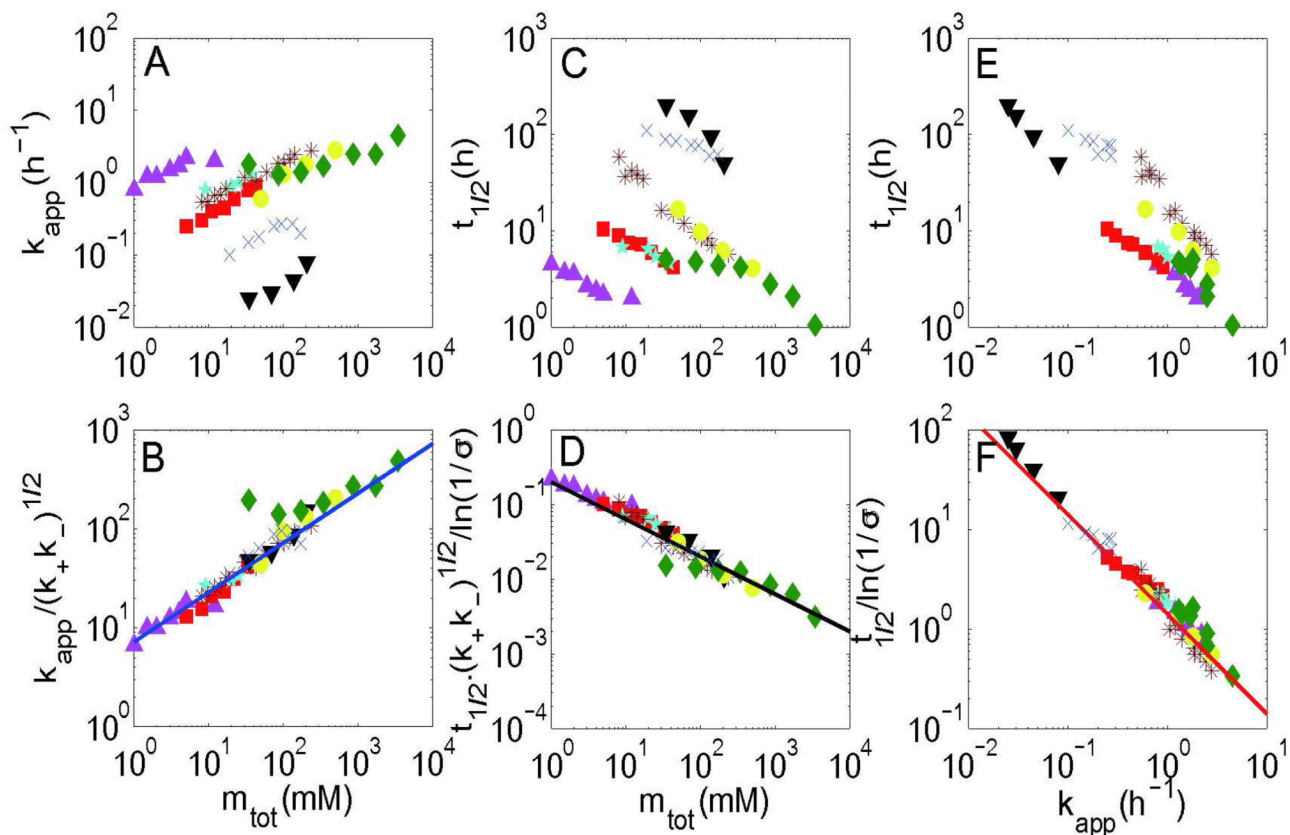 A
k_app(h^−1)
10^2
10^1
10^0
10^−1
10^−2
10^0 10^1 10^2 10^3 10^4
C
t_1/2(h)
10^3
10^2
10^1
10^0
10^0 10^1 10^2 10^3 10^4
E
t_1/2(h)
10^3
10^2
10^1
10^0
10^−2 10^−1 10^0 10^1
B
k_app/(k_+k_−)^1/2
10^3
10^2
10^1
10^0
10^0 10^1 10^2 10^3 10^4
m_tot(mM)
D
t_1/2·(k_+k_−)^1/2/ln(1/σ)
10^0
10^−1
10^−2
10^−3
10^−4
10^0 10^1 10^2 10^3 10^4
m_tot(mM)
F
t_1/2/ln(1/σ)
10^2
10^1
10^0
10^−1
10^−2 10^−1 10^0 10^1
k_app(h^−1)